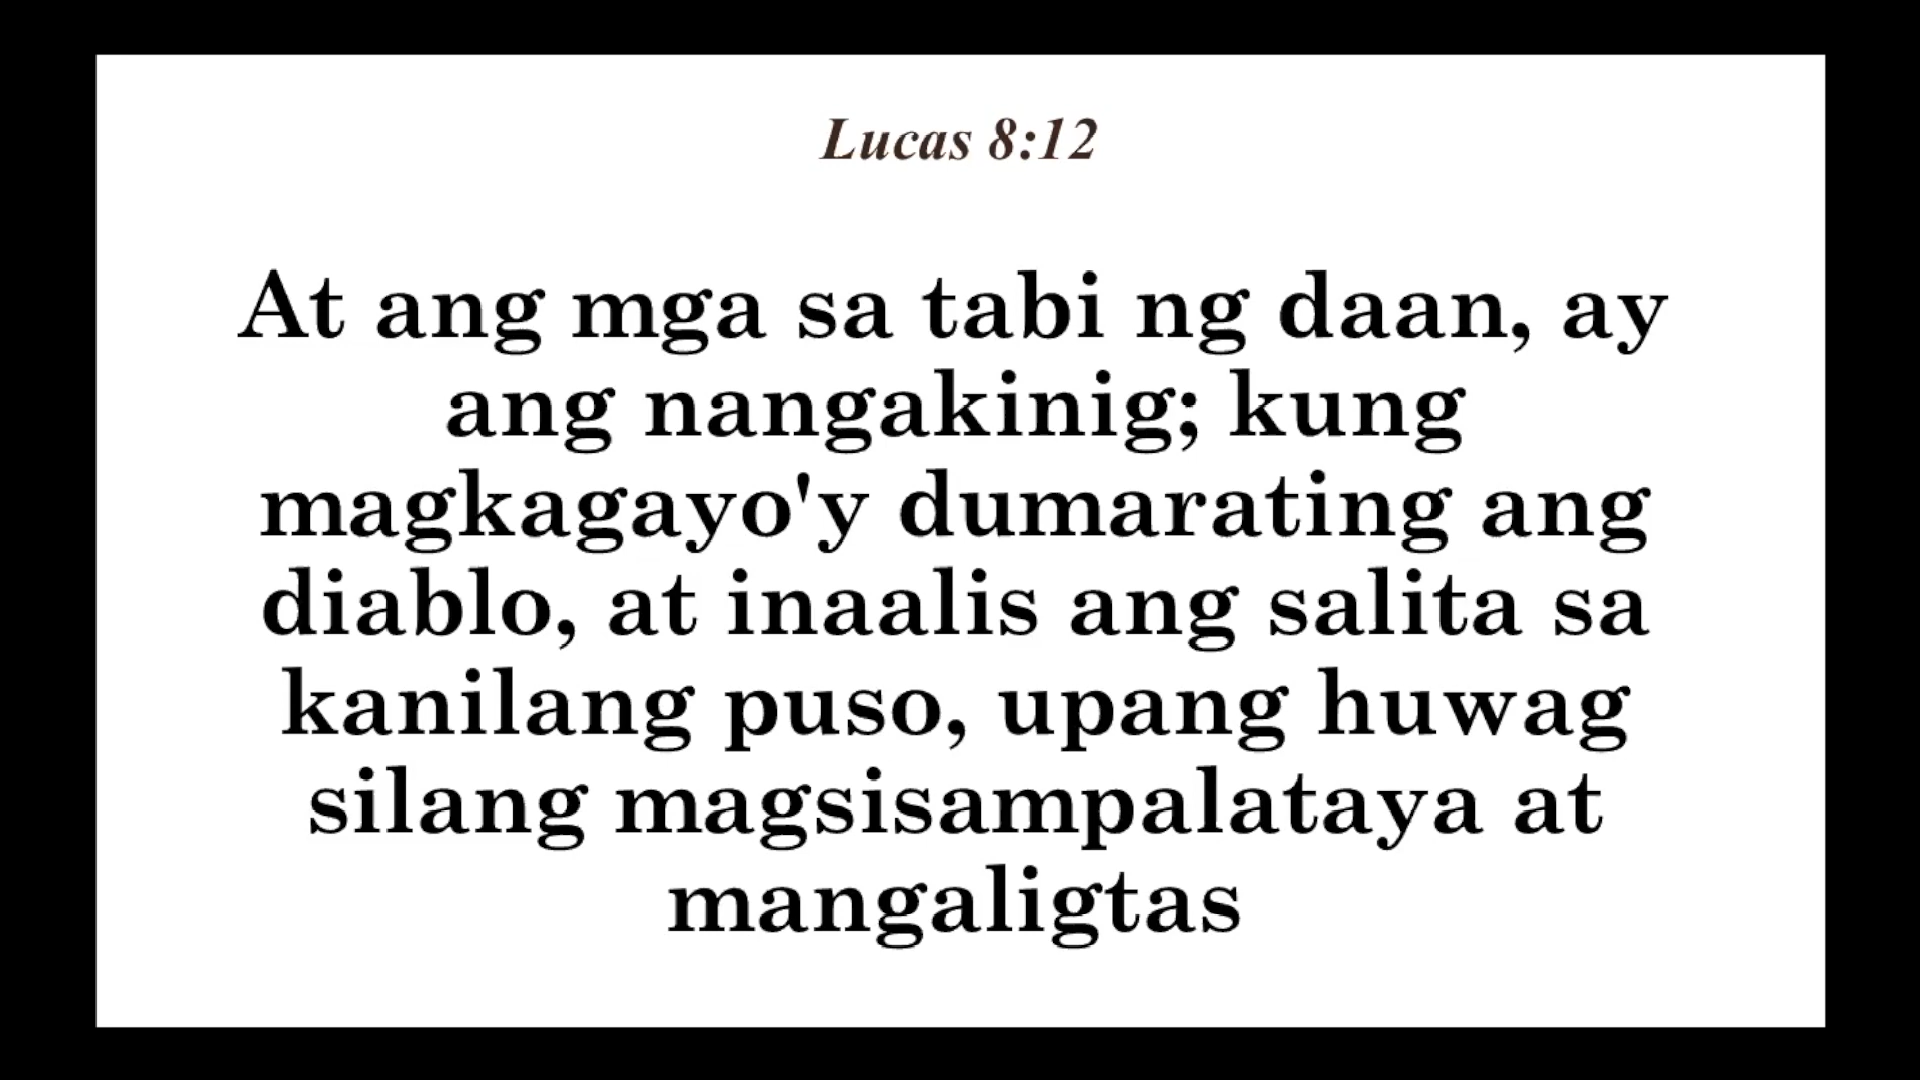 Lucas 8:12
At ang mga sa tabi ng daan, ay
ang nangakinig; kung
magkagayo'y dumarating ang
diablo, at inaalis ang salita sa
kanilang puso, upang huwag
silang magsisampalataya at
mangaligtas